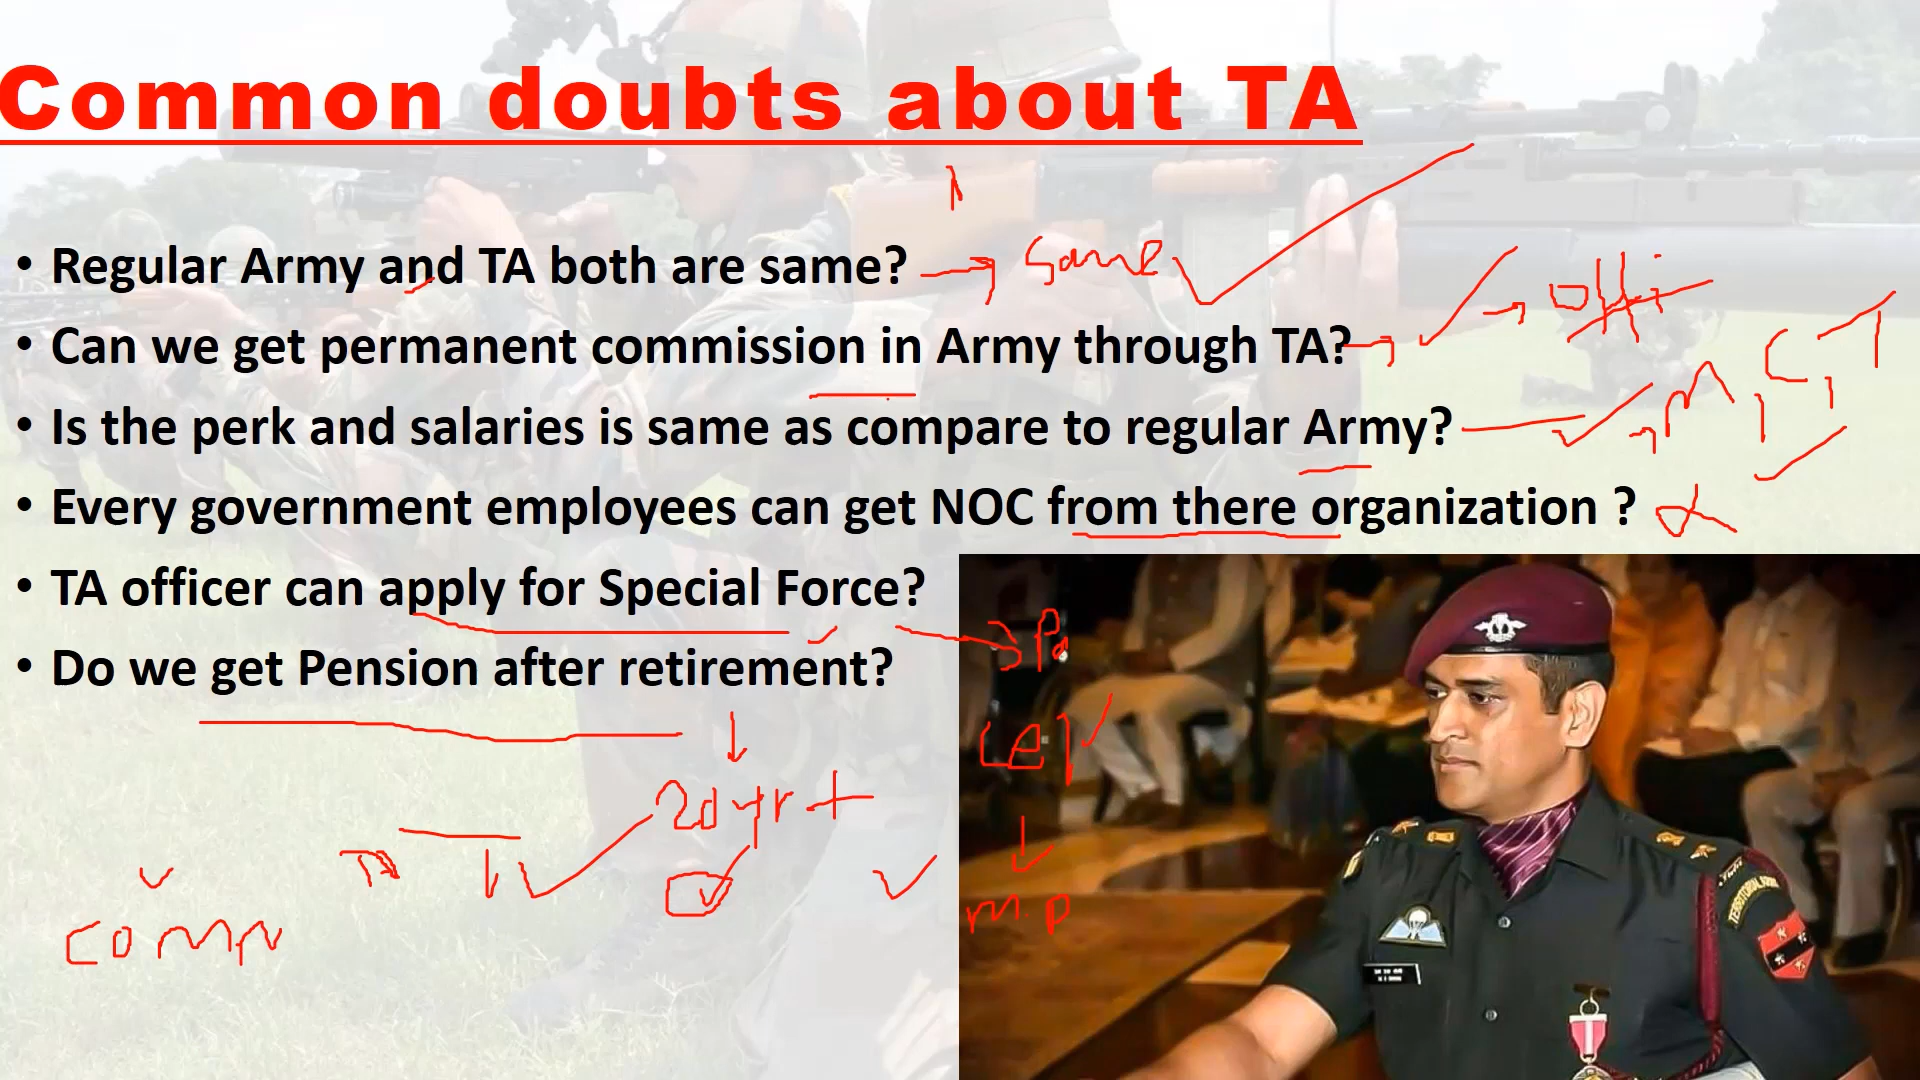 Common doubts about TA
• Regular Army and TA both are same? same
• Can we get permanent commission in Army through TA? offi
• Is the perk and salaries is same as compare to regular Army? M, C, T
• Every government employees can get NOC from there organization ?
• TA officer can apply for Special Force?
• Do we get Pension after retirement?
20 yr +
m.p
TERRITORIAL ARMY